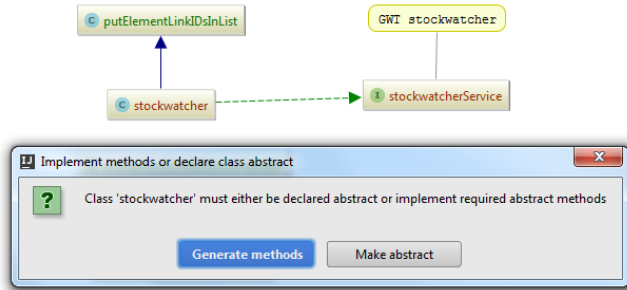 C putElementLinkIDsInList
GWT stockwatcher
C stockwatcher
I stockwatcherService
IJ Implement methods or declare class abstract
X
? Class 'stockwatcher' must either be declared abstract or implement required abstract methods
Generate methods
Make abstract